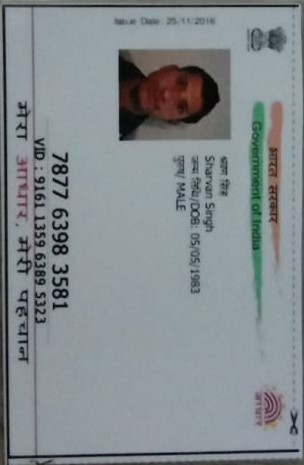 भारत सरकार
Government of India
Issue Date: 25/11/2016
श्रवण सिंह
Sharvan Singh
जन्म तिथि/DOB: 05/05/1983
पुरुष/ MALE
7877 6398 3581
VID : 9161 1359 6389 5323
मेरा आधार, मेरी पहचान
आधार